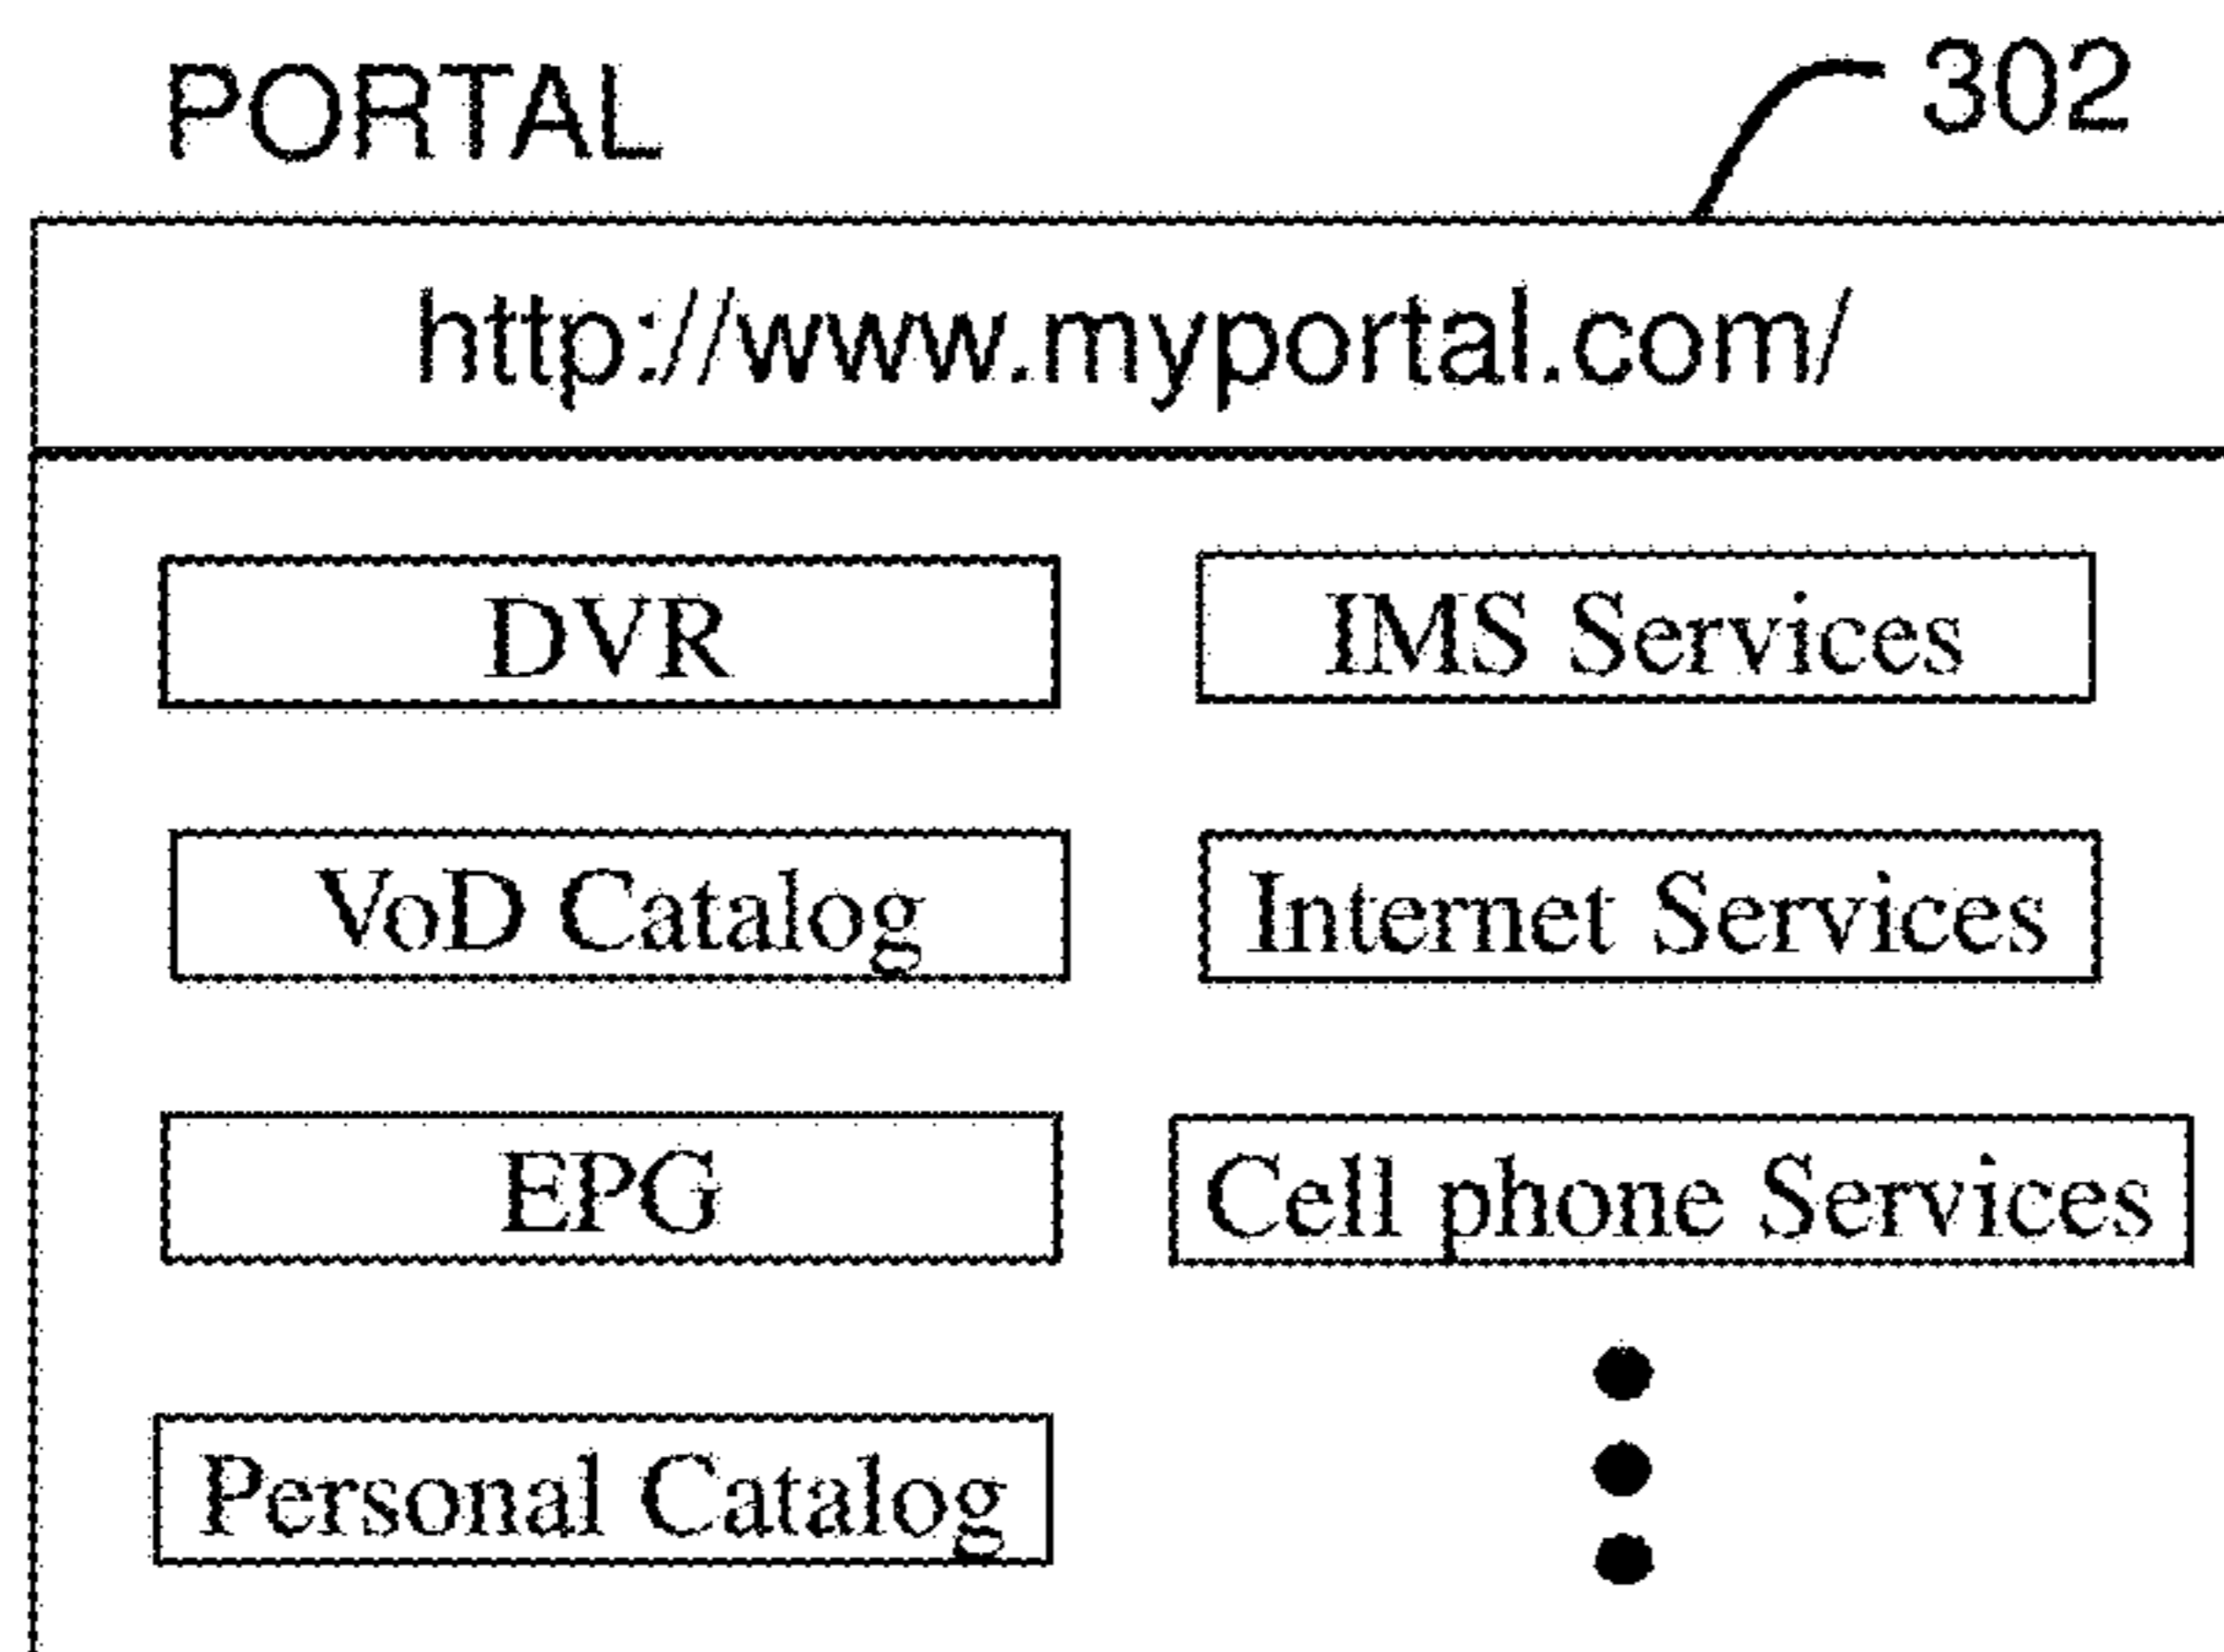 PORTAL
302
http://www.myportal.com/
DVR
IMS Services
VoD Catalog
Internet Services
EPG
Cell phone Services
Personal Catalog